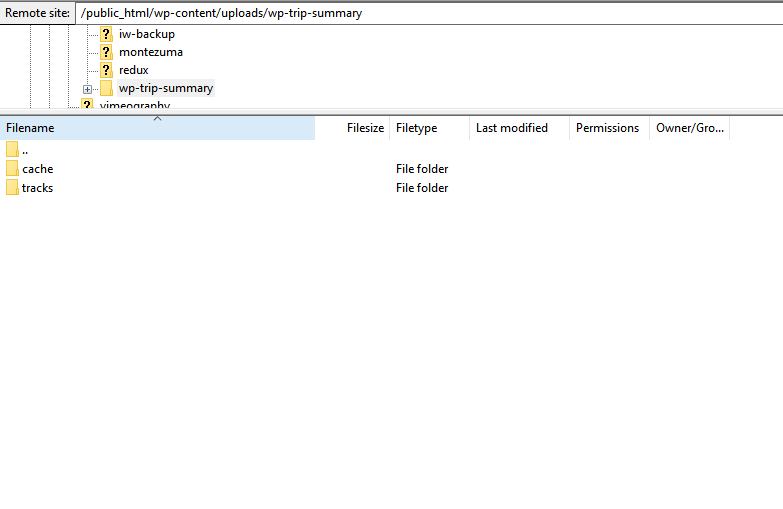 Remote site: /public_html/wp-content/uploads/wp-trip-summary
? iw-backup
? montezuma
? redux
wp-trip-summary
? vimeography
Filename Filesize Filetype Last modified Permissions Owner/Gro...
..
cache File folder
tracks File folder